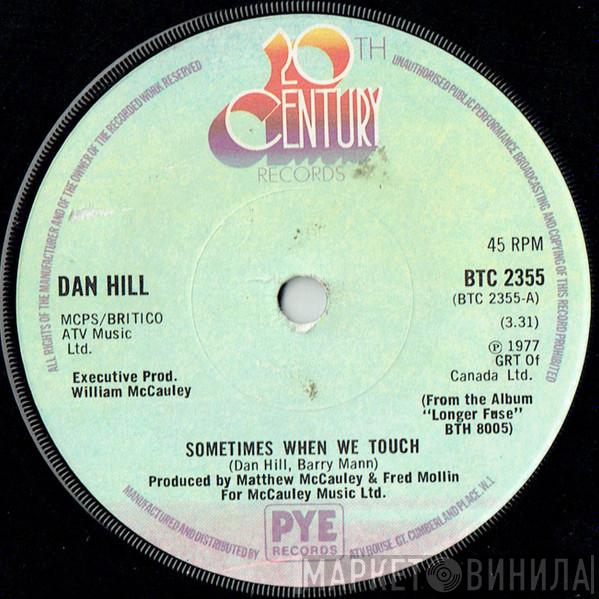 20TH
CENTURY
RECORDS
ALL RIGHTS OF THE MANUFACTURER AND OF THE OWNER OF THE RECORDED WORK RESERVED
UNAUTHORISED PUBLIC PERFORMANCE BROADCASTING AND COPYING OF THIS RECORD PROHIBITED
45 RPM
DAN HILL
BTC 2355
(BTC 2355-A)
MCPS/BRITICO
ATV Music
Ltd.
(3.31)
℗ 1977
GRT Of
Canada Ltd.
Executive Prod.
William McCauley
(From the Album
"Longer Fuse"
BTH 8005)
SOMETIMES WHEN WE TOUCH
(Dan Hill, Barry Mann)
Produced by Matthew McCauley & Fred Mollin
For McCauley Music Ltd.
MANUFACTURED AND DISTRIBUTED BY
PYE
RECORDS
ATV HOUSE, GT. CUMBERLAND PLACE, W.1.
МАРКЕТ ВИНИЛА